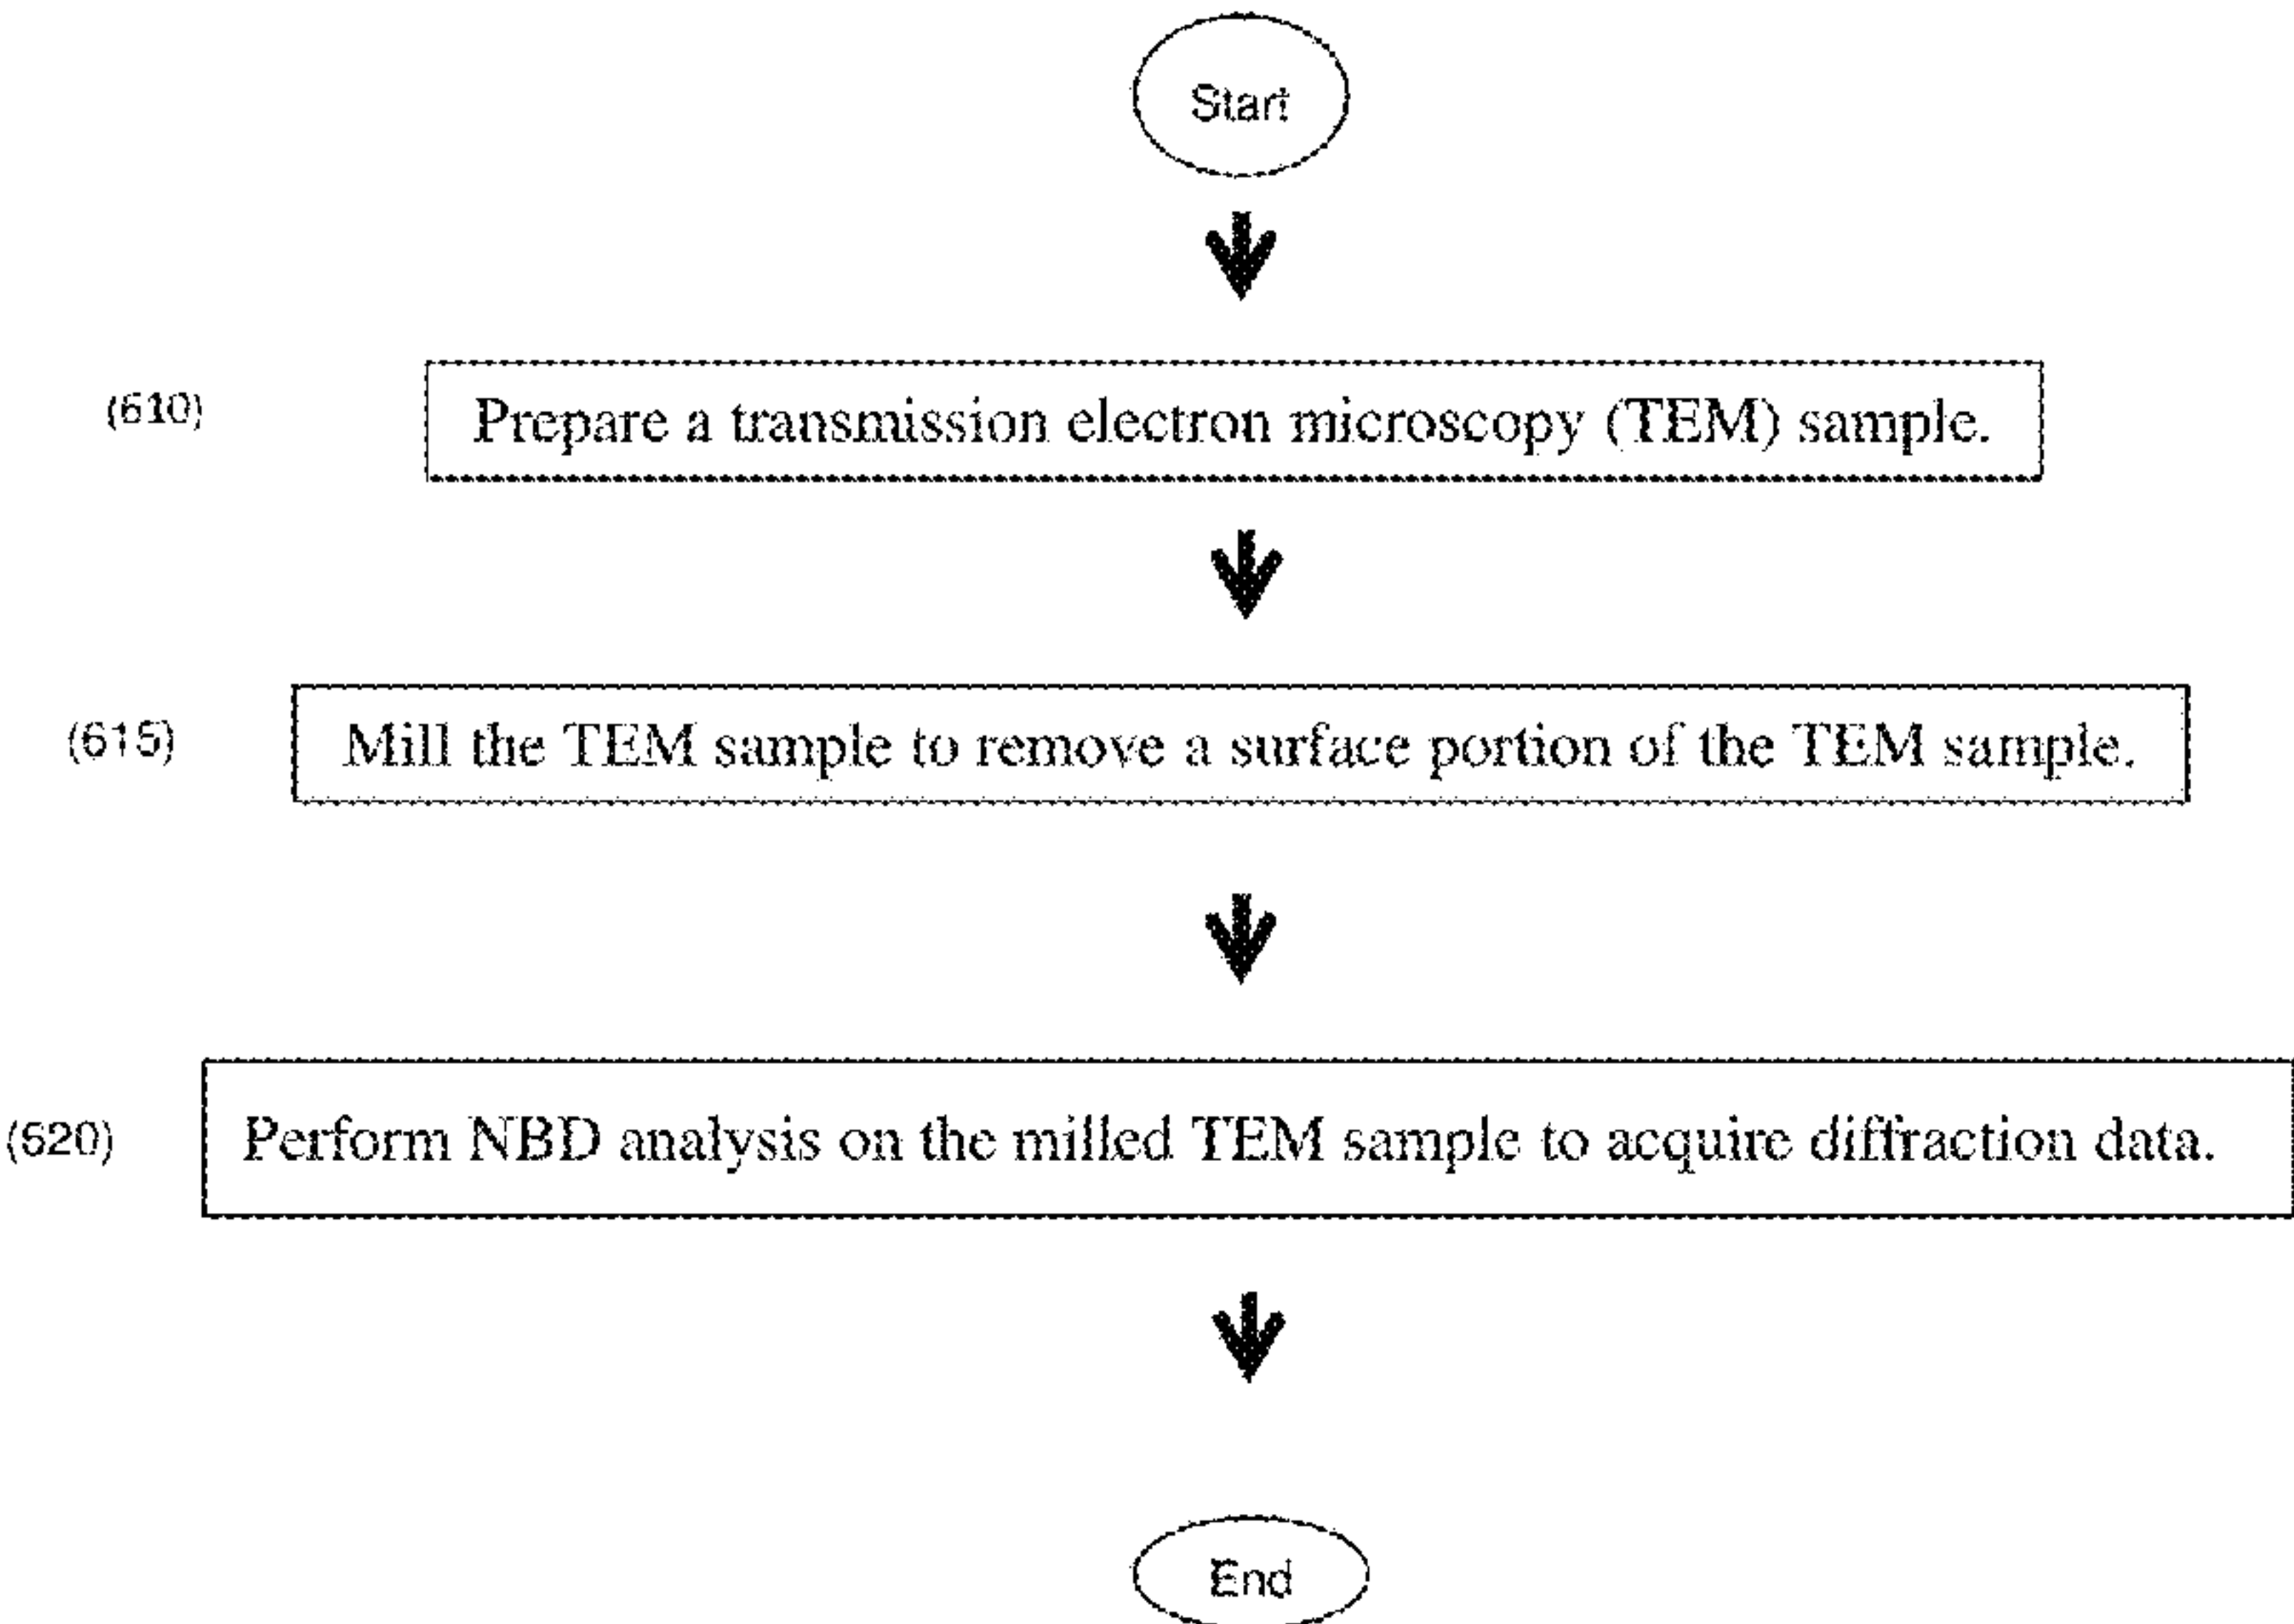 Start
(610)
Prepare a transmission electron microscopy (TEM) sample.
(615)
Mill the TEM sample to remove a surface portion of the TEM sample.
(620)
Perform NBD analysis on the milled TEM sample to acquire diffraction data.
End